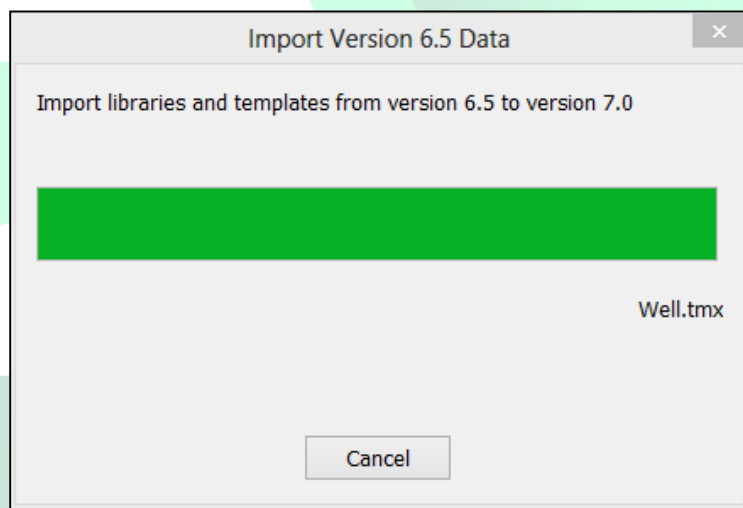 Import Version 6.5 Data
Import libraries and templates from version 6.5 to version 7.0
Well.tmx
Cancel